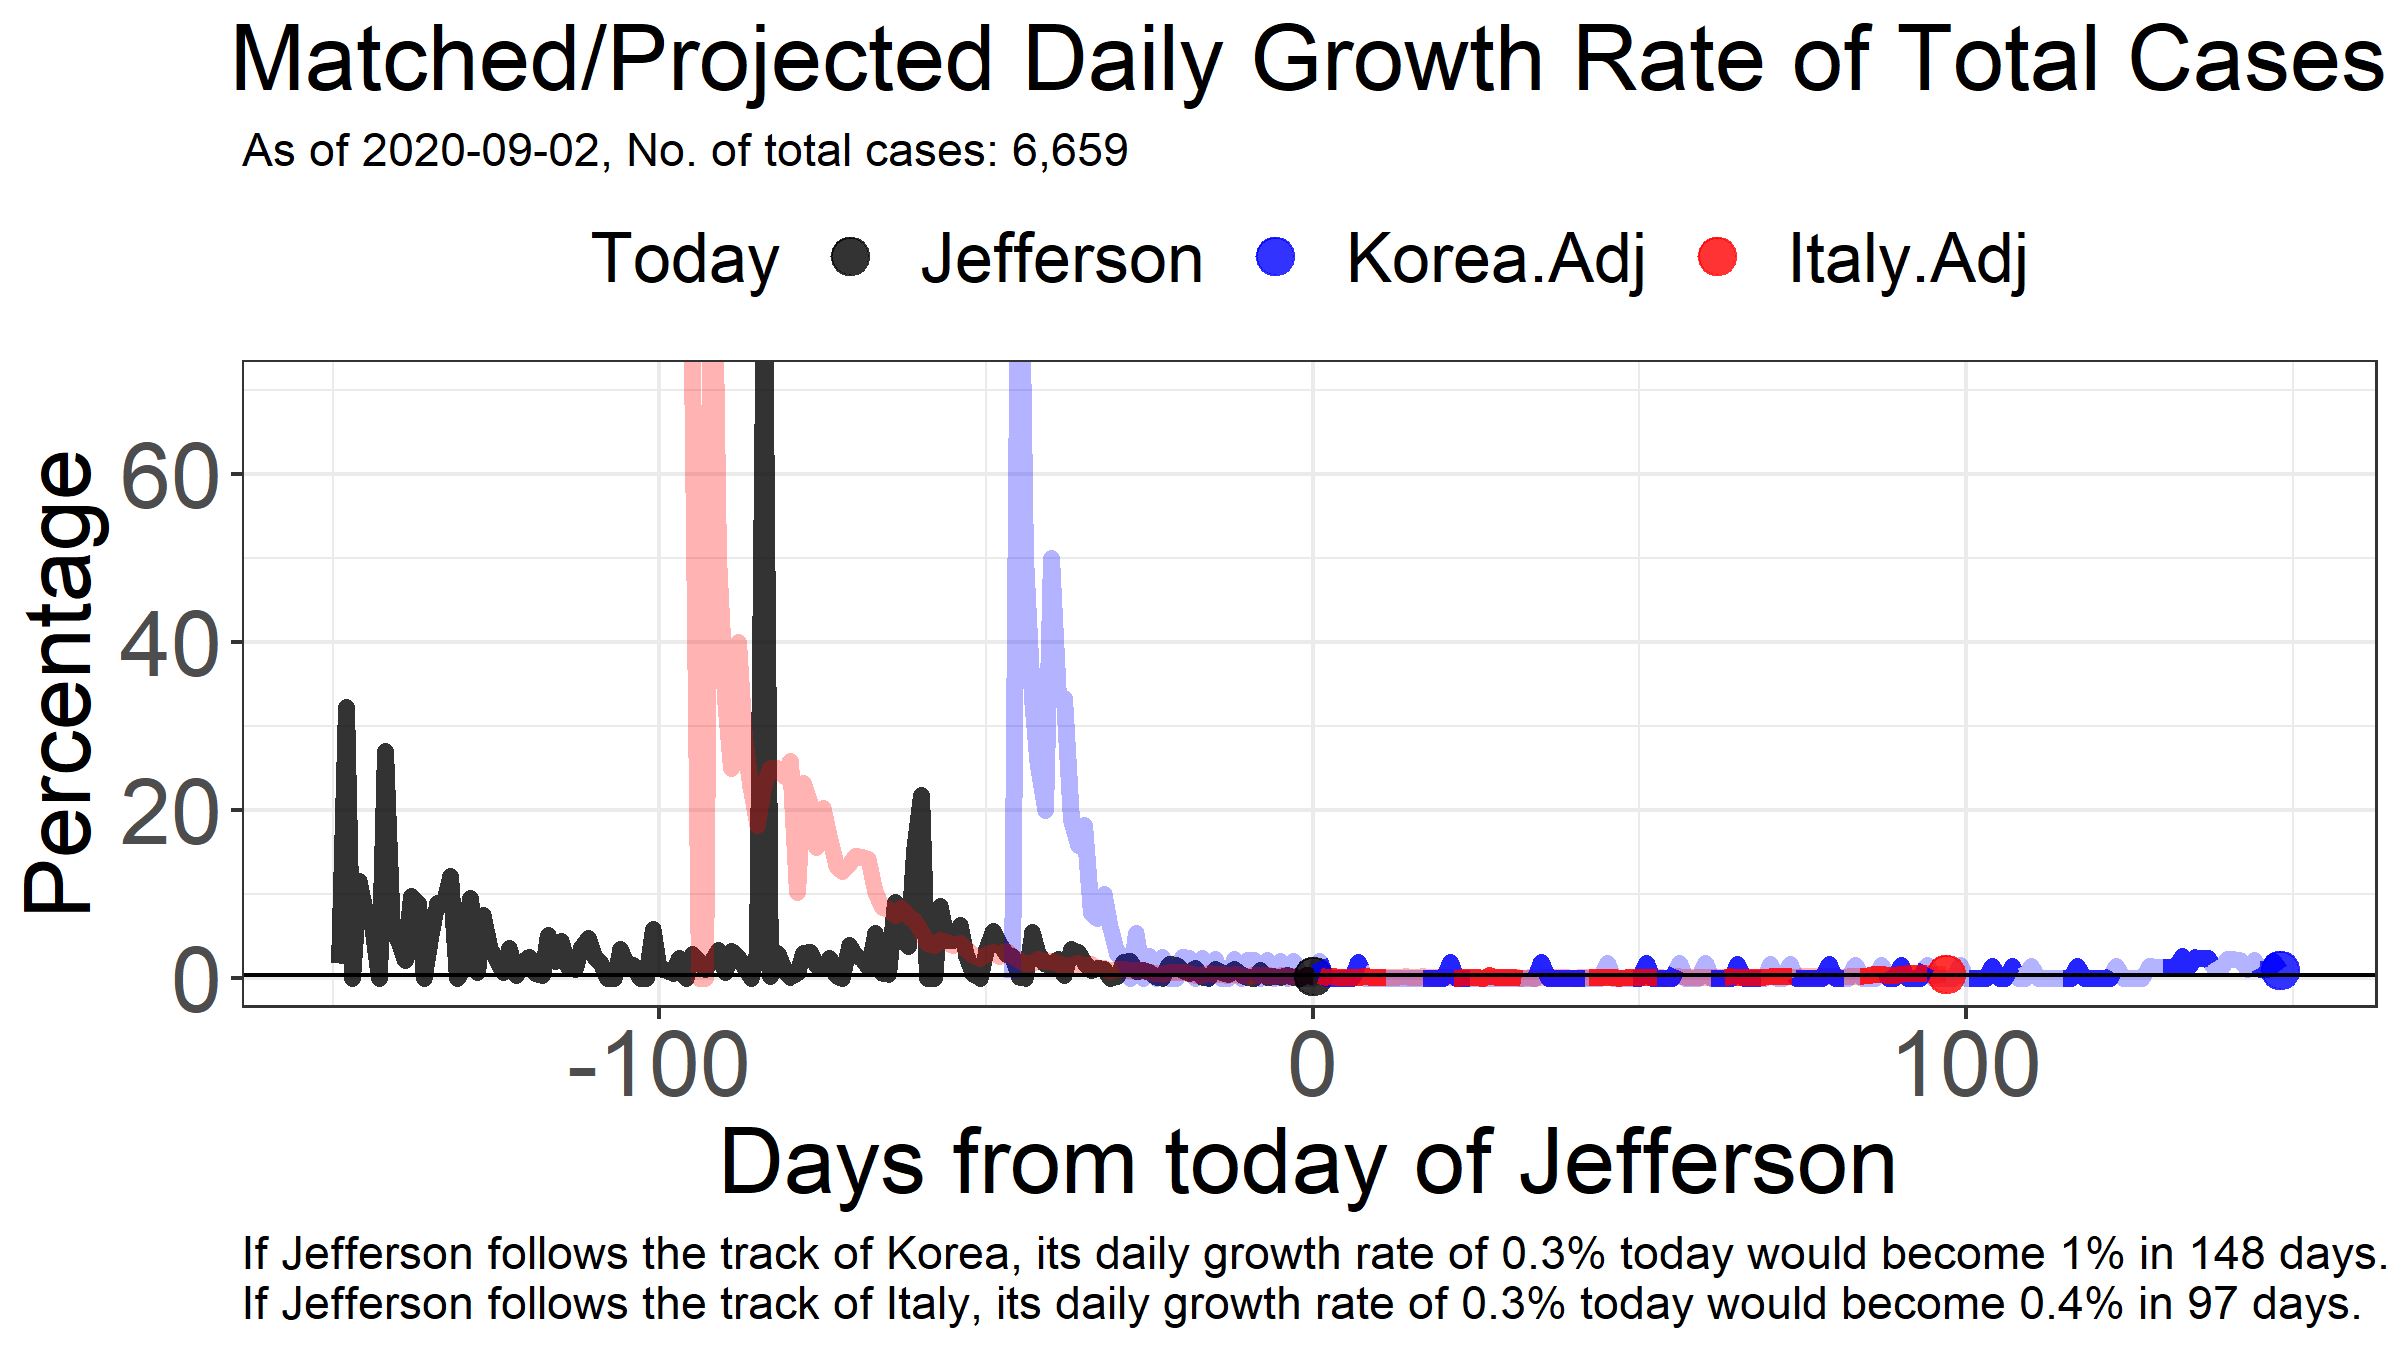 Matched/Projected Daily Growth Rate of Total Cases
As of 2020-09-02, No. of total cases: 6,659
Today Jefferson Korea.Adj Italy.Adj
Percentage
60
40
20
0
-100 0 100
Days from today of Jefferson
If Jefferson follows the track of Korea, its daily growth rate of 0.3% today would become 1% in 148 days.
If Jefferson follows the track of Italy, its daily growth rate of 0.3% today would become 0.4% in 97 days.